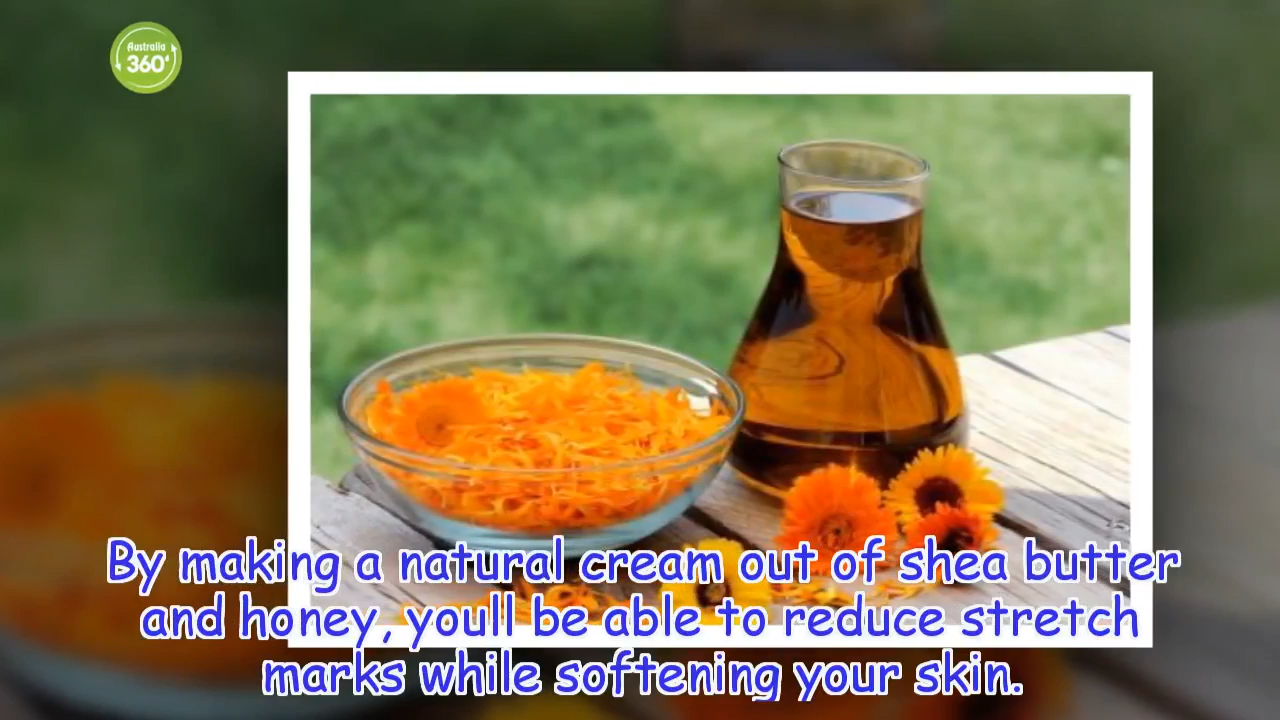 Australia
360°
By making a natural cream out of shea butter
and honey, youll be able to reduce stretch
marks while softening your skin.